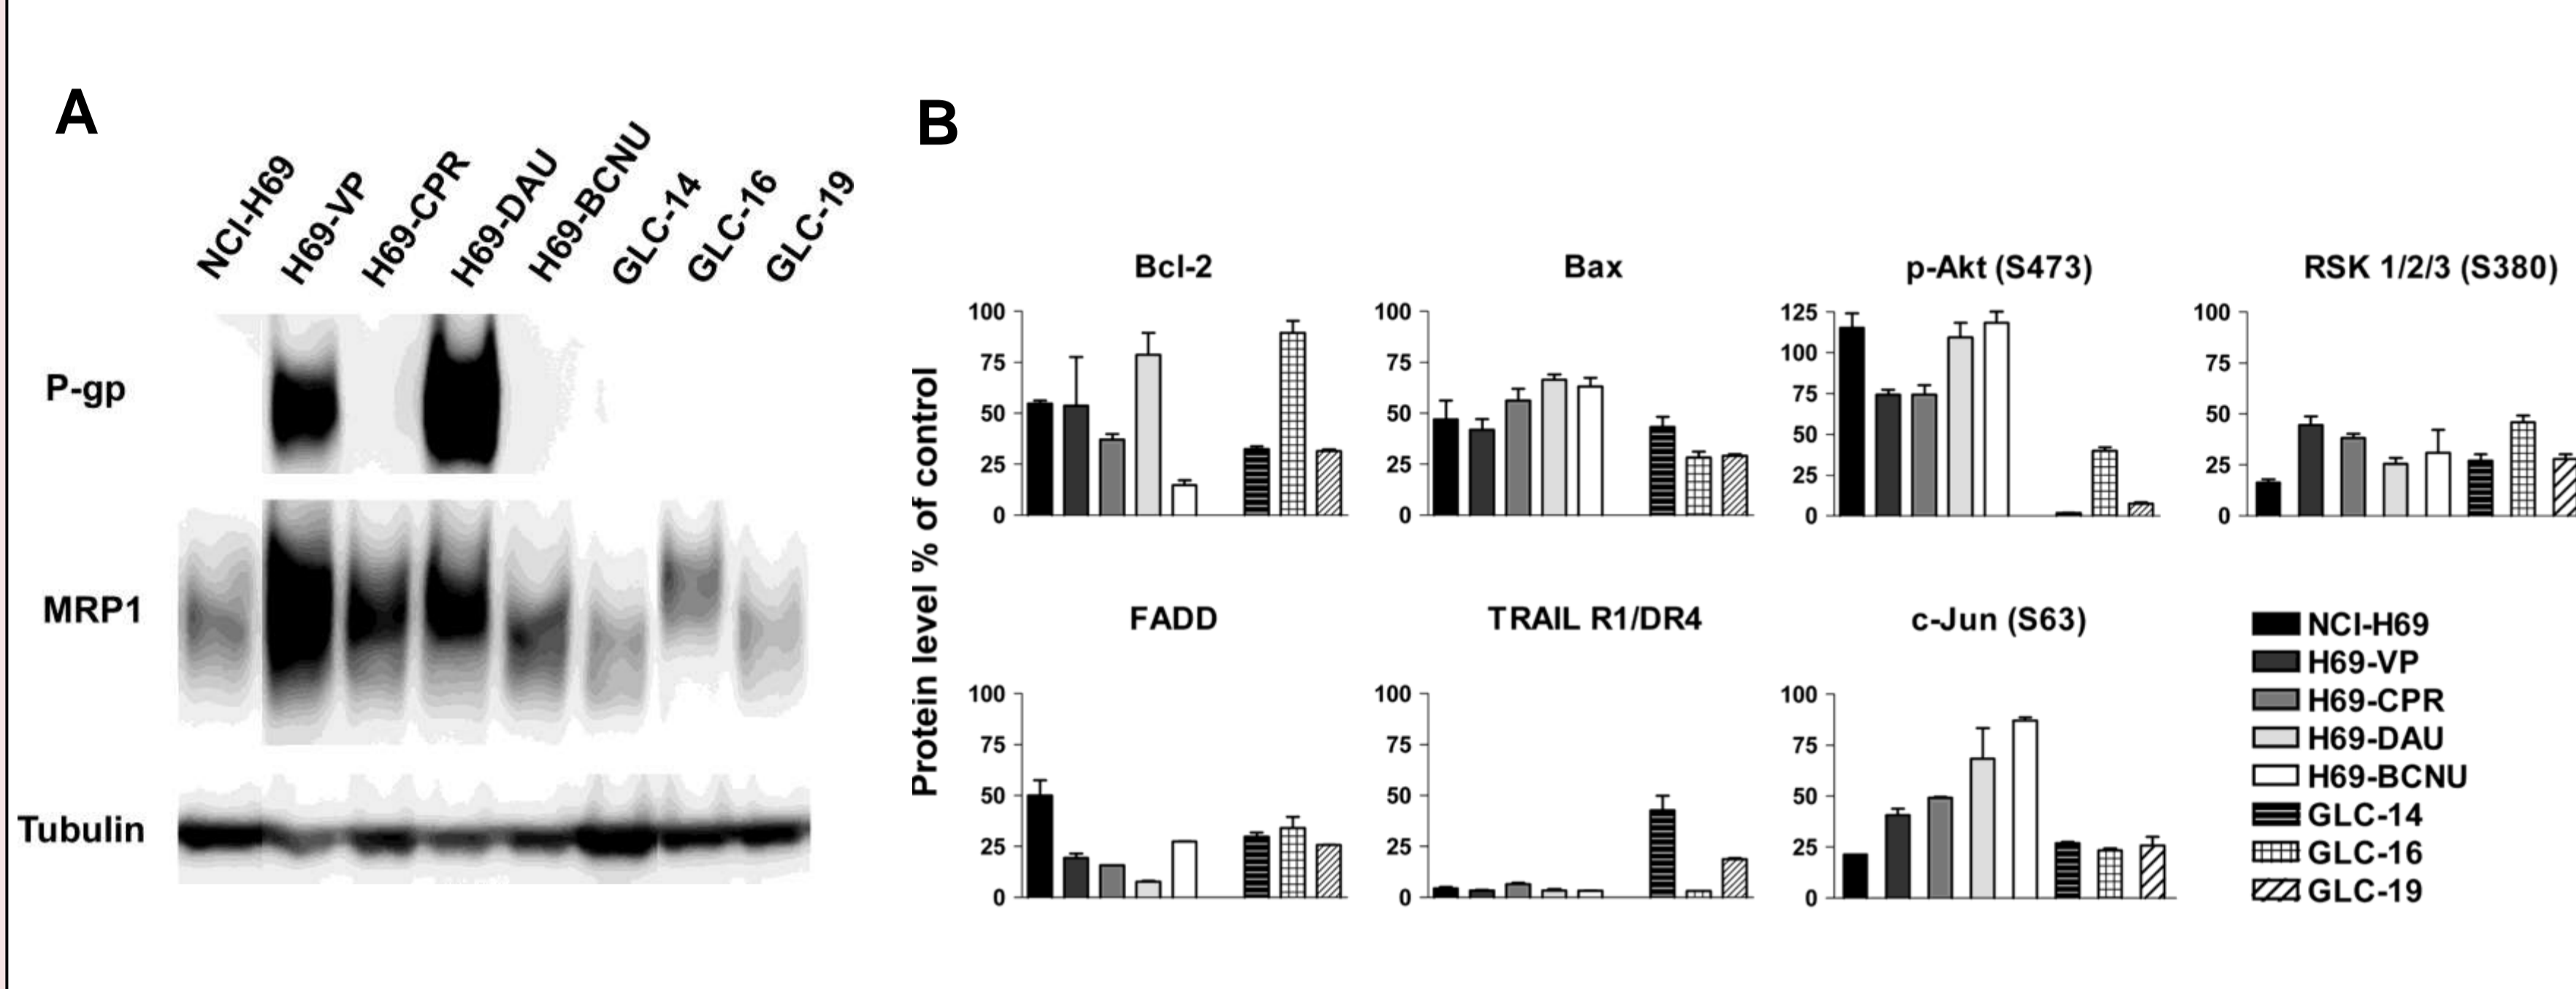 A
NCI-H69
H69-VP
H69-CPR
H69-DAU
H69-BCNU
GLC-14
GLC-16
GLC-19
P-gp
MRP1
Tubulin
B
Protein level % of control
Bcl-2
100
75
50
25
0
Bax
100
75
50
25
0
p-Akt (S473)
125
100
75
50
25
0
RSK 1/2/3 (S380)
100
75
50
25
0
FADD
100
75
50
25
0
TRAIL R1/DR4
100
75
50
25
0
c-Jun (S63)
100
75
50
25
0
NCI-H69
H69-VP
H69-CPR
H69-DAU
H69-BCNU
GLC-14
GLC-16
GLC-19